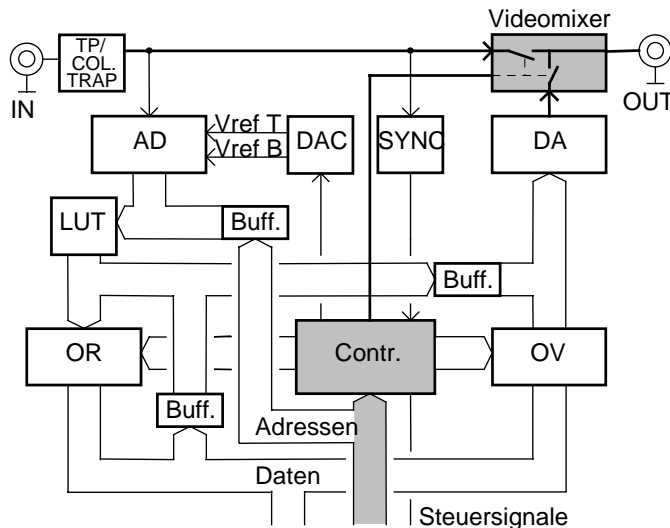 Videomixer
TP/
COL.
TRAP
IN
OUT
AD
Vref T
Vref B
DAC
SYNC
DA
LUT
Buff.
Buff.
OR
Contr.
OV
Buff.
Adressen
Daten
Steuersignale